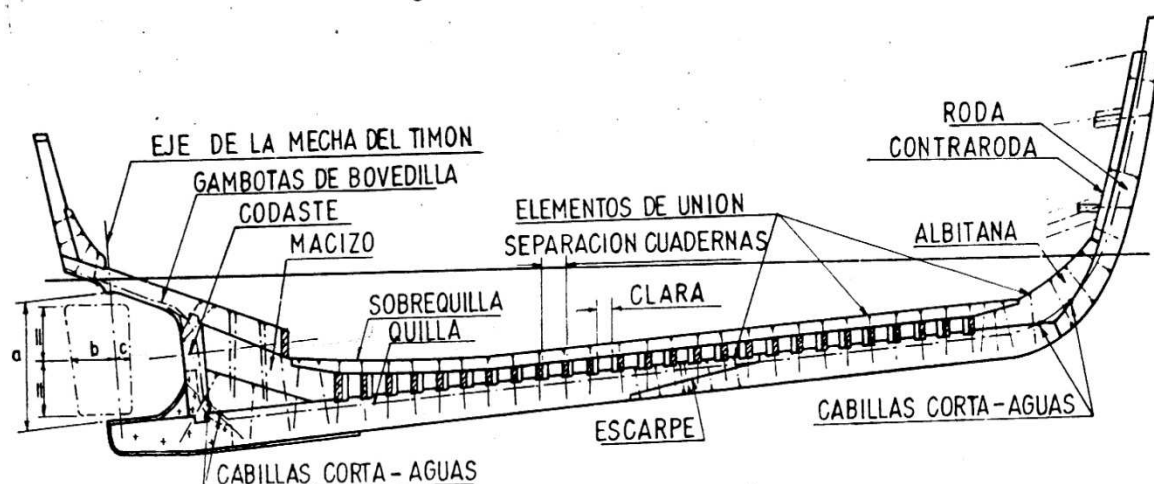 EJE DE LA MECHA DEL TIMON
GAMBOTAS DE BOVEDILLA
CODASTE
MACIZO
SOBREQUILLA
QUILLA
ELEMENTOS DE UNION
SEPARACION CUADERNAS
CLARA
RODA
CONTRARODA
ALBITANA
a
b
c
ESCARPE
CABILLAS CORTA-AGUAS
CABILLAS CORTA-AGUAS